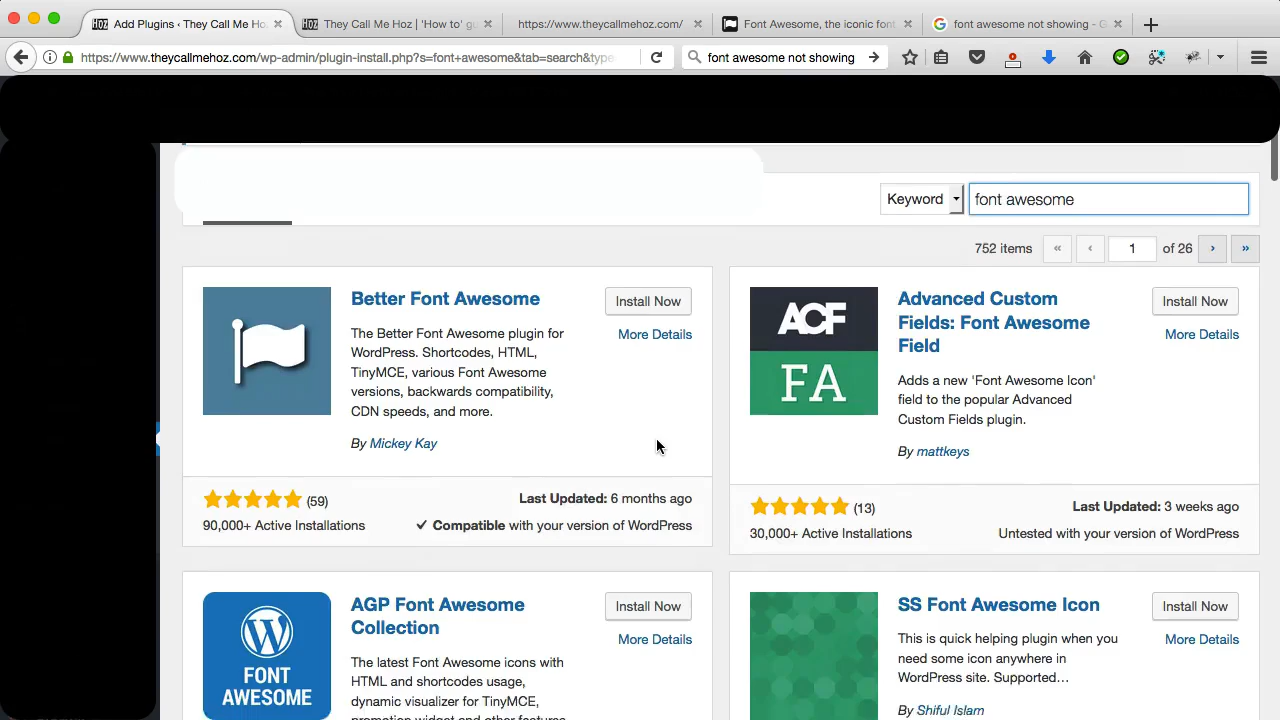 Add Plugins ‹ They Call Me Ho
They Call Me Hoz | 'How to' gu
https://www.theycallmehoz.com/
Font Awesome, the iconic font
font awesome not showing - G
https://www.theycallmehoz.com/wp-admin/plugin-install.php?s=font+awesome&tab=search&type
font awesome not showing
Keyword
font awesome
752 items
«
‹
1
of 26
›
»
Better Font Awesome
Install Now
More Details
The Better Font Awesome plugin for
WordPress. Shortcodes, HTML,
TinyMCE, various Font Awesome
versions, backwards compatibility,
CDN speeds, and more.
By Mickey Kay
(59)
Last Updated: 6 months ago
90,000+ Active Installations
✓ Compatible with your version of WordPress
ACF
FA
Advanced Custom
Fields: Font Awesome
Field
Install Now
More Details
Adds a new 'Font Awesome Icon'
field to the popular Advanced
Custom Fields plugin.
By mattkeys
(13)
Last Updated: 3 weeks ago
30,000+ Active Installations
Untested with your version of WordPress
FONT
AWESOME
AGP Font Awesome
Collection
Install Now
More Details
The latest Font Awesome icons with
HTML and shortcodes usage,
dynamic visualizer for TinyMCE,
promotion widget and other features
SS Font Awesome Icon
Install Now
More Details
This is quick helping plugin when you
need some icon anywhere in
WordPress site. Supported…
By Shiful Islam